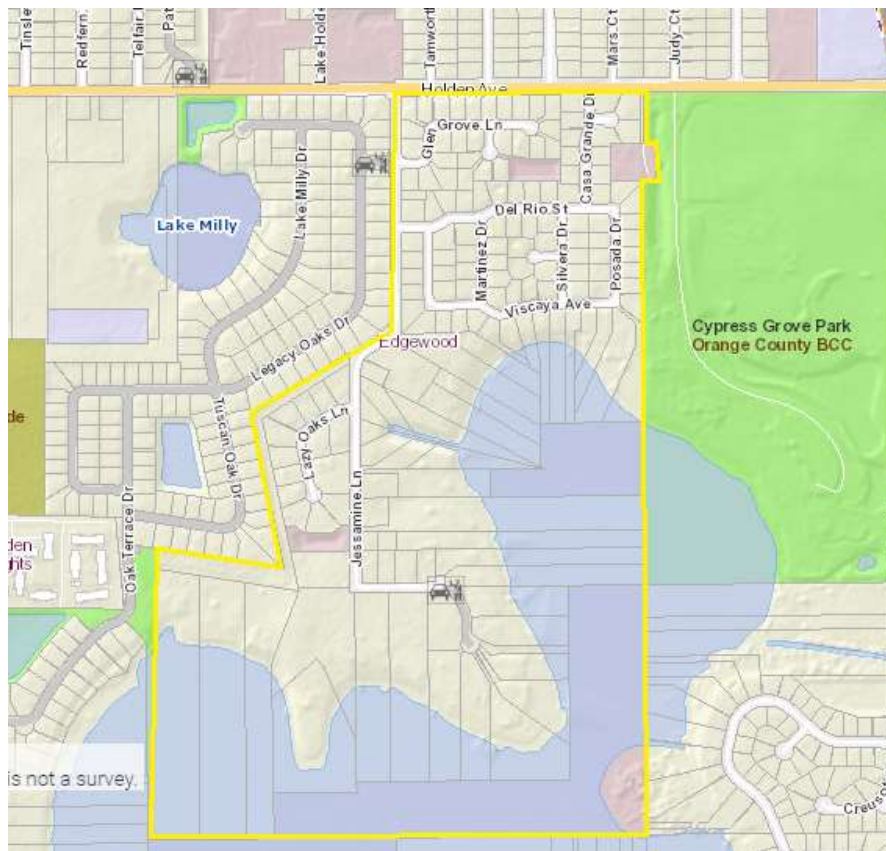 Tinsle
Redfern
Telfair
Pat
Lake Holde
Tamworth
Mars Ct
Judy Ct
Holden Ave
Glen
Grove Ln
Casa Grande Dr
Lake Milly Dr
Lake Milly
Del Rio St
Martinez Dr
Silvera Dr
Posada Dr
Viscaya Ave
Cypress Grove Park
Orange County BCC
Edgewood
Legacy Oaks Dr
de
Tuscan Oak Dr
Lazy Oaks Ln
Jessamine Ln
Oak Terrace Dr
den
ghts
is not a survey.
Creuso